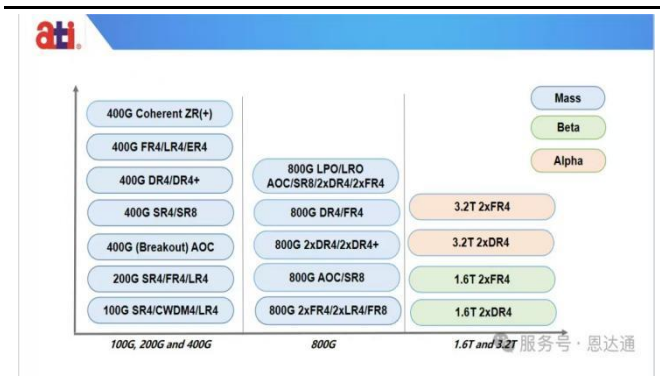 ati
Mass
Beta
Alpha
400G Coherent ZR(+)
400G FR4/LR4/ER4
400G DR4/DR4+
400G SR4/SR8
400G (Breakout) AOC
200G SR4/FR4/LR4
100G SR4/CWDM4/LR4
800G LPO/LRO
AOC/SR8/2xDR4/2xFR4
800G DR4/FR4
800G 2xDR4/2xDR4+
800G AOC/SR8
800G 2xFR4/2xLR4/FR8
3.2T 2xFR4
3.2T 2xDR4
1.6T 2xFR4
1.6T 2xDR4
100G, 200G and 400G
800G
1.6T and 3.2T
服务号 · 恩达通